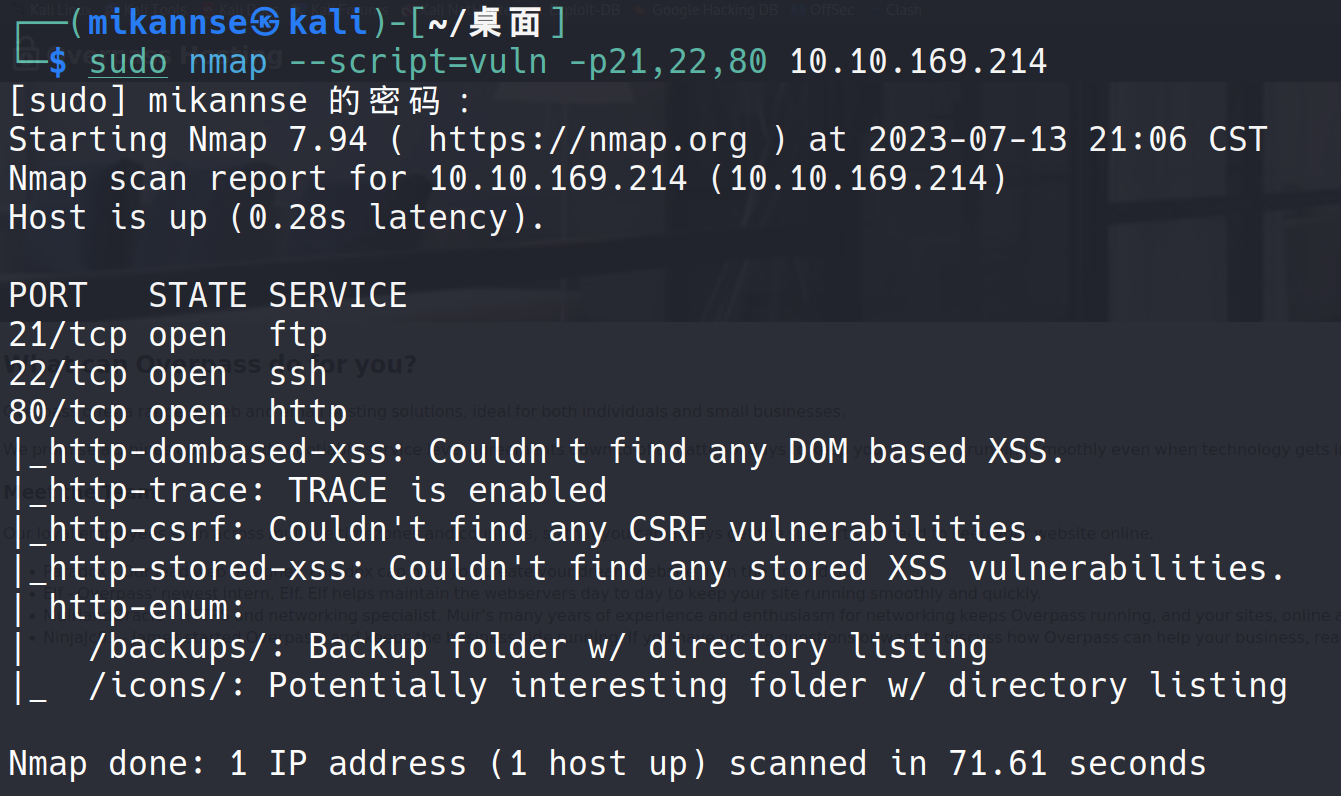 ┌──(mikannse㉿kali)-[~/桌面]
└─$ sudo nmap --script=vuln -p21,22,80 10.10.169.214
[sudo] mikannse 的密码：
Starting Nmap 7.94 ( https://nmap.org ) at 2023-07-13 21:06 CST
Nmap scan report for 10.10.169.214 (10.10.169.214)
Host is up (0.28s latency).
PORT   STATE SERVICE
21/tcp open  ftp
What can Overpass do for you?
22/tcp open  ssh
80/tcp open  http
|_http-dombased-xss: Couldn't find any DOM based XSS.
|_http-trace: TRACE is enabled
|_http-csrf: Couldn't find any CSRF vulnerabilities.
|_http-stored-xss: Couldn't find any stored XSS vulnerabilities.
| http-enum:
|   /backups/: Backup folder w/ directory listing
|_  /icons/: Potentially interesting folder w/ directory listing
Nmap done: 1 IP address (1 host up) scanned in 71.61 seconds